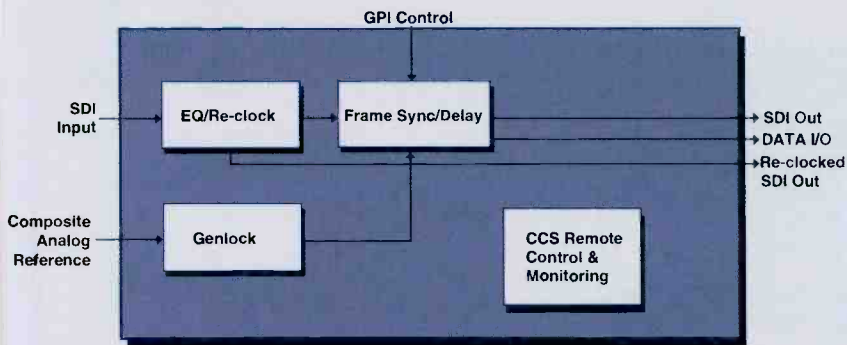 GPI Control
SDI
Input
EQ/Re-clock
Frame Sync/Delay
SDI Out
DATA I/O
Re-clocked
SDI Out
Composite
Analog
Reference
Genlock
CCS Remote
Control &
Monitoring